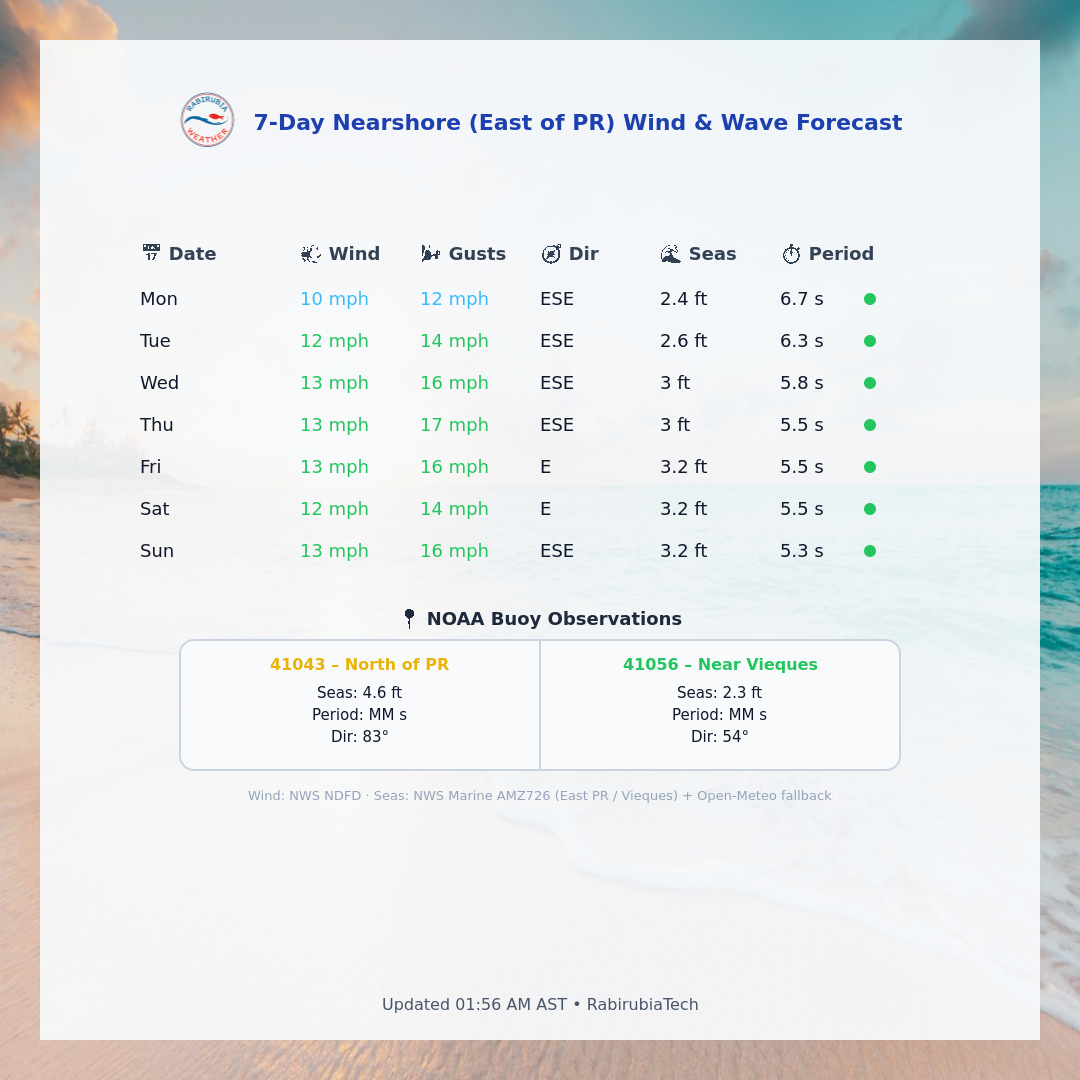 RABIRUBIA
WEATHER
7-Day Nearshore (East of PR) Wind & Wave Forecast
Date Wind Gusts Dir Seas Period
Mon 10 mph 12 mph ESE 2.4 ft 6.7 s
Tue 12 mph 14 mph ESE 2.6 ft 6.3 s
Wed 13 mph 16 mph ESE 3 ft 5.8 s
Thu 13 mph 17 mph ESE 3 ft 5.5 s
Fri 13 mph 16 mph E 3.2 ft 5.5 s
Sat 12 mph 14 mph E 3.2 ft 5.5 s
Sun 13 mph 16 mph ESE 3.2 ft 5.3 s
NOAA Buoy Observations
41043 – North of PR
Seas: 4.6 ft
Period: MM s
Dir: 83°
41056 – Near Vieques
Seas: 2.3 ft
Period: MM s
Dir: 54°
Wind: NWS NDFD · Seas: NWS Marine AMZ726 (East PR / Vieques) + Open-Meteo fallback
Updated 01:56 AM AST • RabirubiaTech